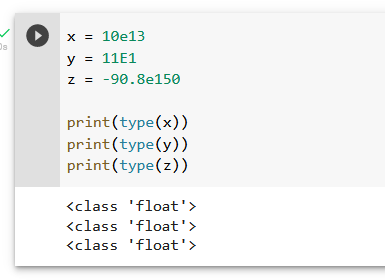 x = 10e13
y = 11E1
z = -90.8e150
print(type(x))
print(type(y))
print(type(z))
<class 'float'>
<class 'float'>
<class 'float'>